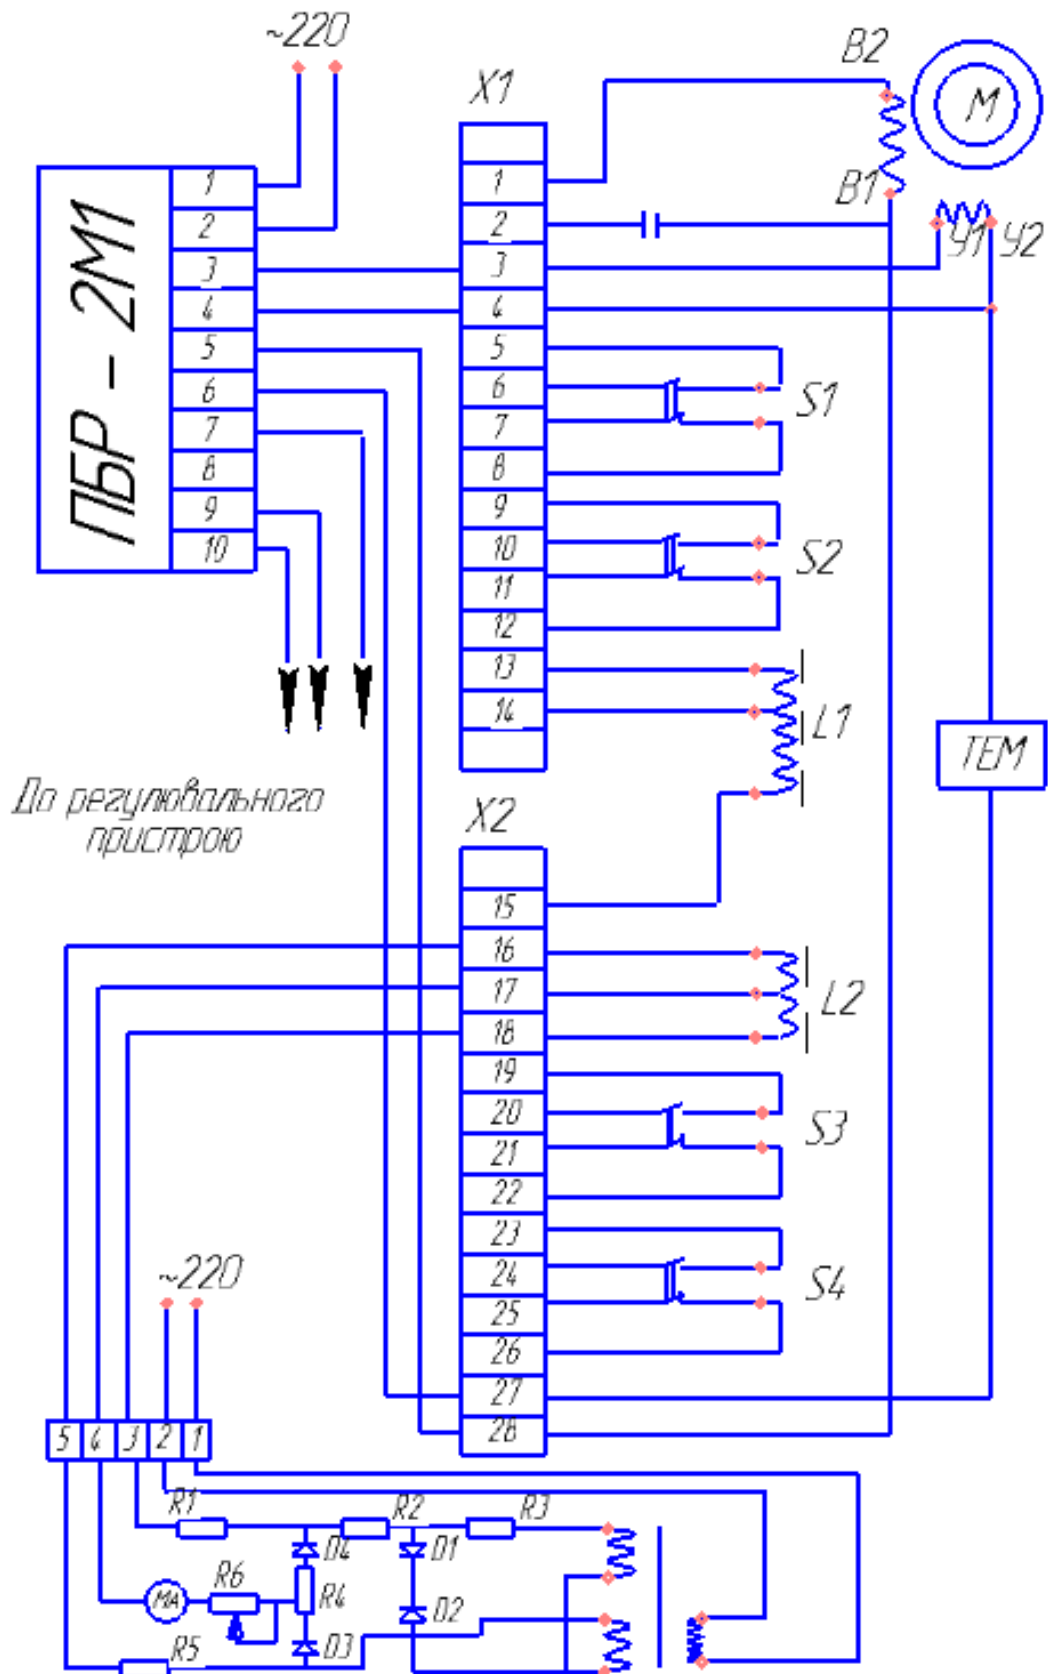 ~220
B2
X1
M
1
2
3
4
5
6
7
8
9
10
ПБР - 2М1
1
2
3
4
5
6
7
8
9
10
11
12
13
14
B1
У1 У2
S1
S2
L1
ТЕМ
До регулювального
пристрою
X2
15
16
17
18
19
20
21
22
23
24
25
26
27
28
L2
S3
S4
~220
5 4 3 2 1
R1
R2
R3
D4
D1
MA
R6
R4
D2
R5
D3